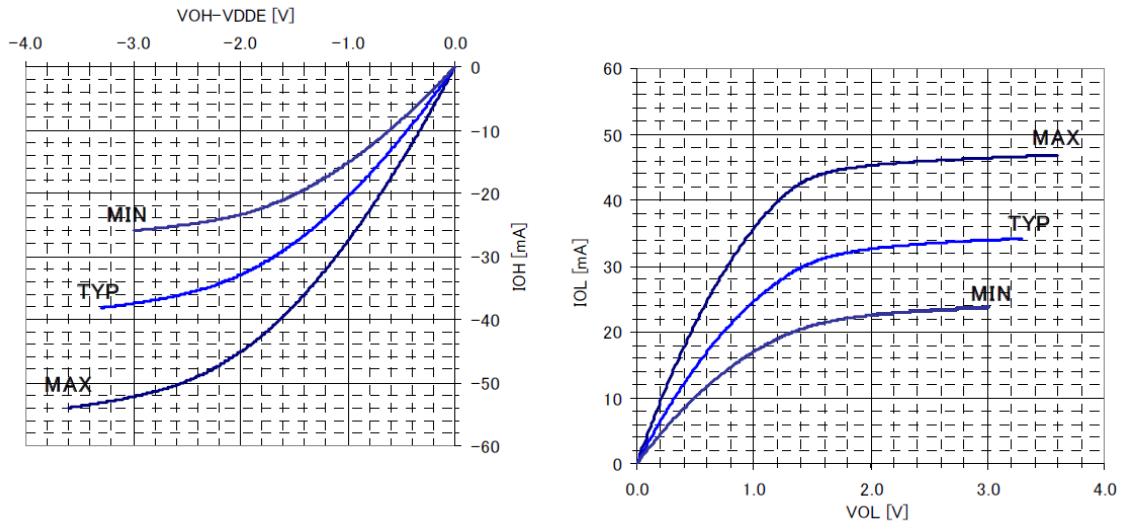 VOH-VDDE [V]
-4.0 -3.0 -2.0 -1.0 0.0
0
-10
-20
-30
-40
-50
-60
IOH [mA]
MIN
TYP
MAX
60
50
40
30
20
10
0
IOL [mA]
MAX
TYP
MIN
0.0 1.0 2.0 3.0 4.0
VOL [V]